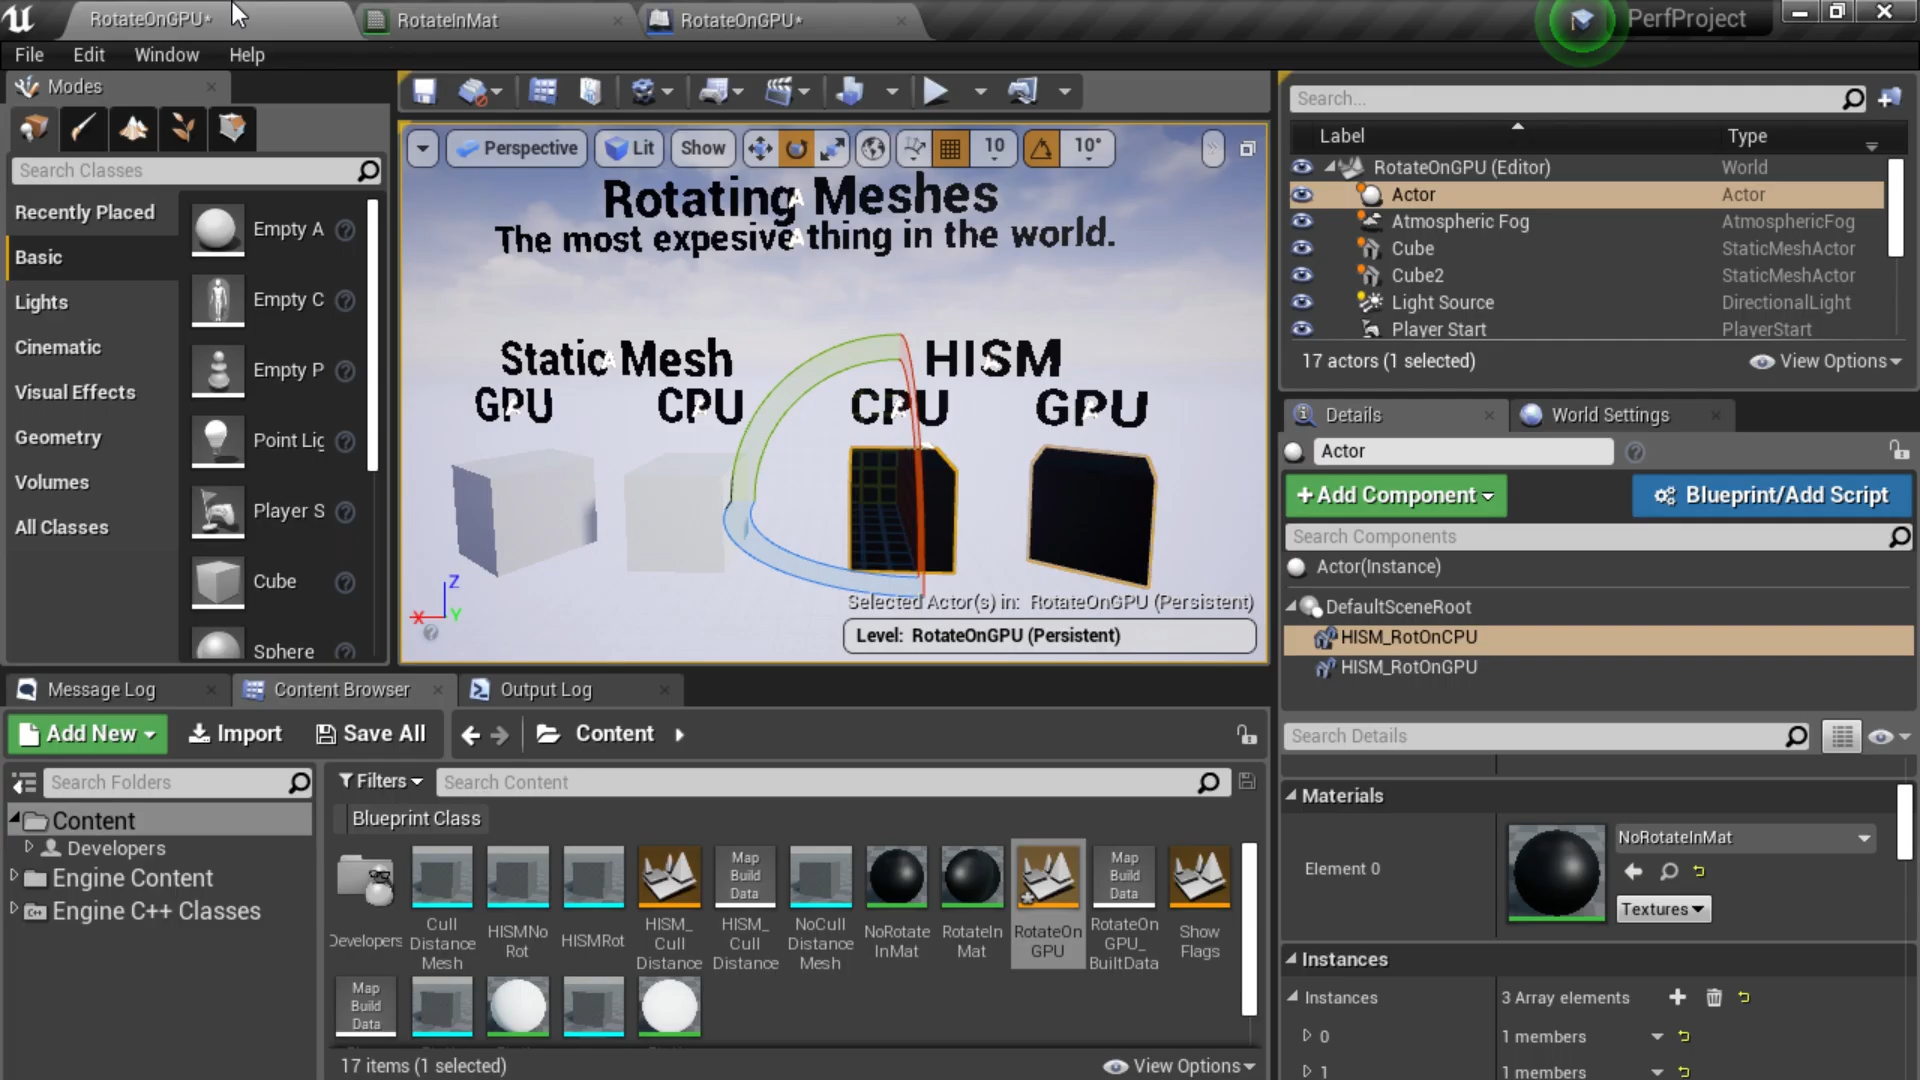 RotateOnGPU*
RotateInMat
RotateOnGPU*
PerfProject
File Edit Window Help
Modes
Search Classes
Recently Placed
Basic
Lights
Cinematic
Visual Effects
Geometry
Volumes
All Classes
Empty A
Empty C
Empty P
Point Lig
Player S
Cube
Sphere
Perspective
Lit
Show
10
10°
Rotating Meshes
The most expesive thing in the world.
Static Mesh
HISM
GPU CPU CPU GPU
Z
X
Y
Selected Actor(s) in: RotateOnGPU (Persistent)
Level: RotateOnGPU (Persistent)
Search...
Label Type
RotateOnGPU (Editor) World
Actor Actor
Atmospheric Fog AtmosphericFog
Cube StaticMeshActor
Cube2 StaticMeshActor
Light Source DirectionalLight
Player Start PlayerStart
17 actors (1 selected) View Options
Details World Settings
Actor
+Add Component Blueprint/Add Script
Search Components
Actor(Instance)
DefaultSceneRoot
HISM_RotOnCPU
HISM_RotOnGPU
Search Details
Materials
Element 0
NoRotateInMat
Textures
Instances
Instances 3 Array elements
0 1 members
1 1 members
Message Log Content Browser Output Log
Add New Import Save All Content
Search Folders
Content
Developers
Engine Content
Engine C++ Classes
Filters Search Content
Blueprint Class
Developers
Cull
Distance
Mesh
HISMNo
Rot
HISMRot
HISM_
Cull
Distance
Map
Build
Data
HISM_
Cull
Distance
NoCull
Distance
Mesh
NoRotate
InMat
RotateIn
Mat
RotateOn
GPU
Map
Build
Data
RotateOn
GPU_
BuiltData
Show
Flags
Map
Build
Data
17 items (1 selected) View Options